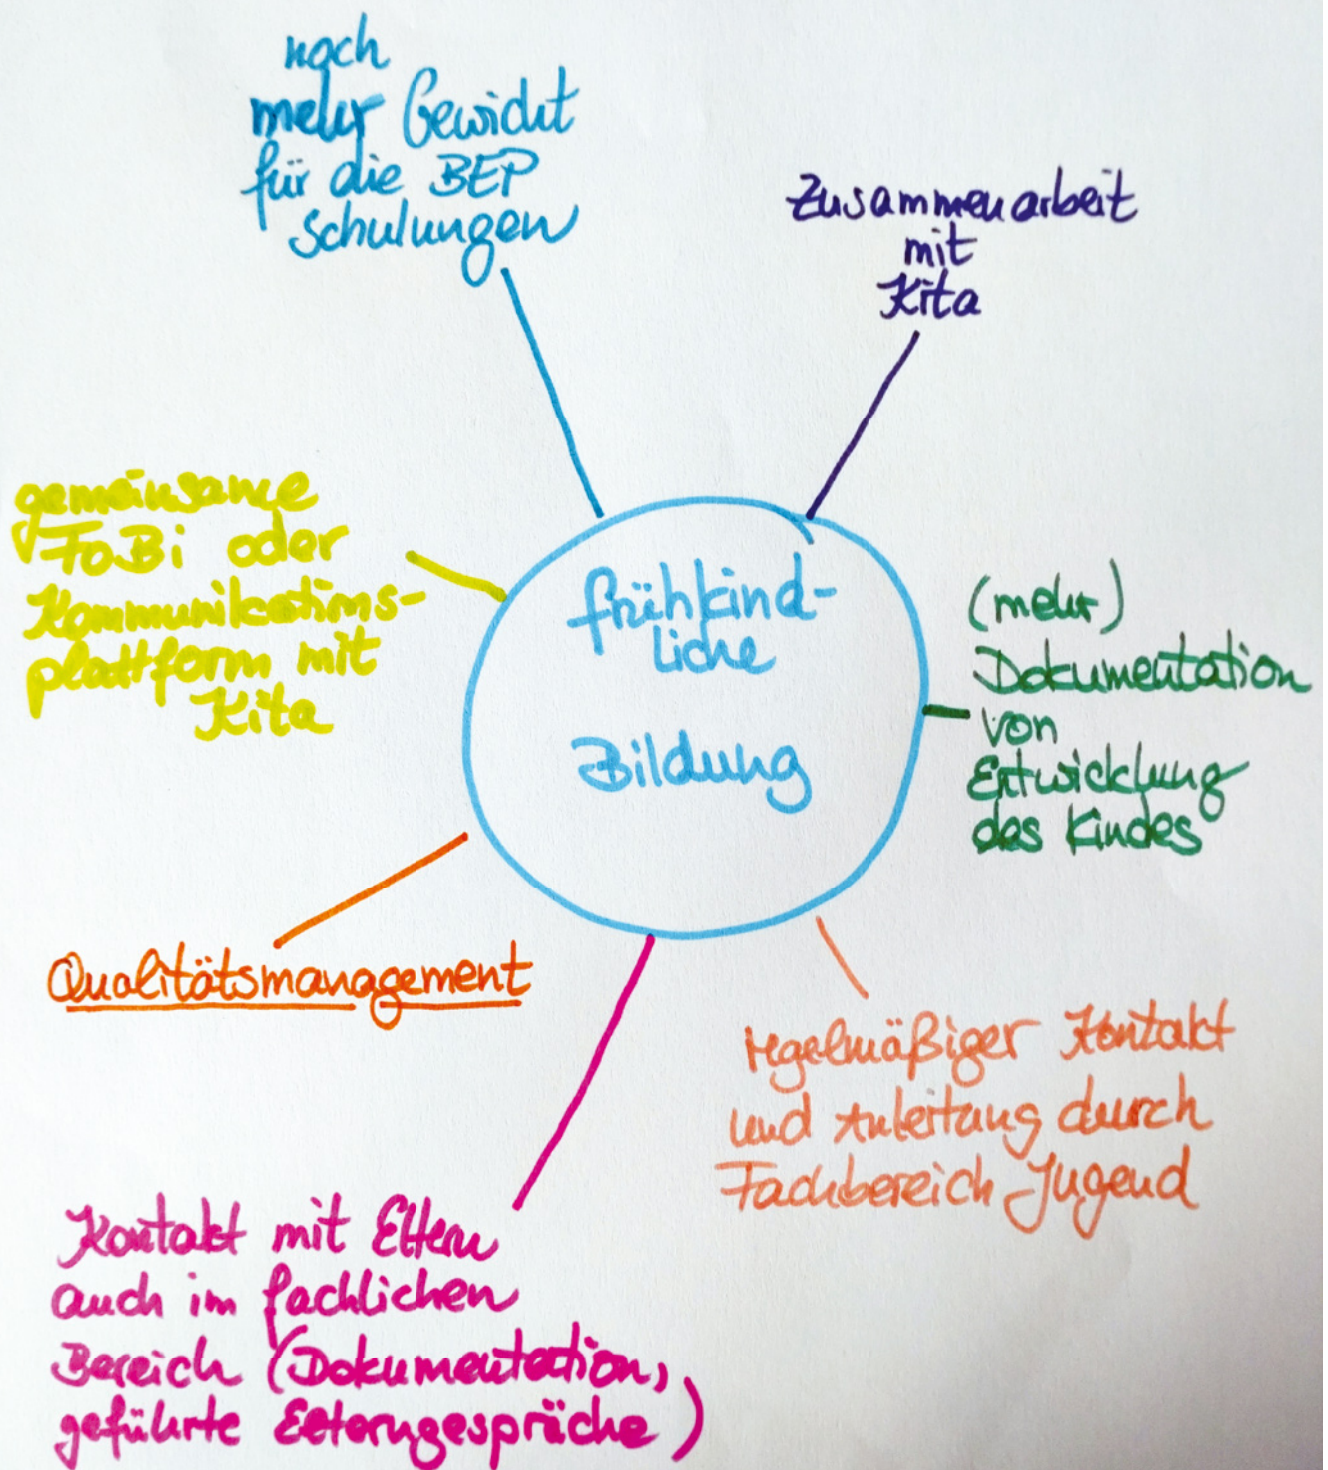 noch
mehr Gewicht
für die BEP
Schulungen
Zusammenarbeit
mit
Kita
gemeinsame
FoBi oder
Kommunikations-
plattform mit
Kita
frühkind-
liche
Bildung
(mehr)
Dokumentation
von
Entwicklung
des Kindes
Qualitätsmanagement
regelmäßiger Kontakt
und Anleitung durch
Fachbereich Jugend
Kontakt mit Eltern
auch im fachlichen
Bereich (Dokumentation,
geführte Elterngespräche)